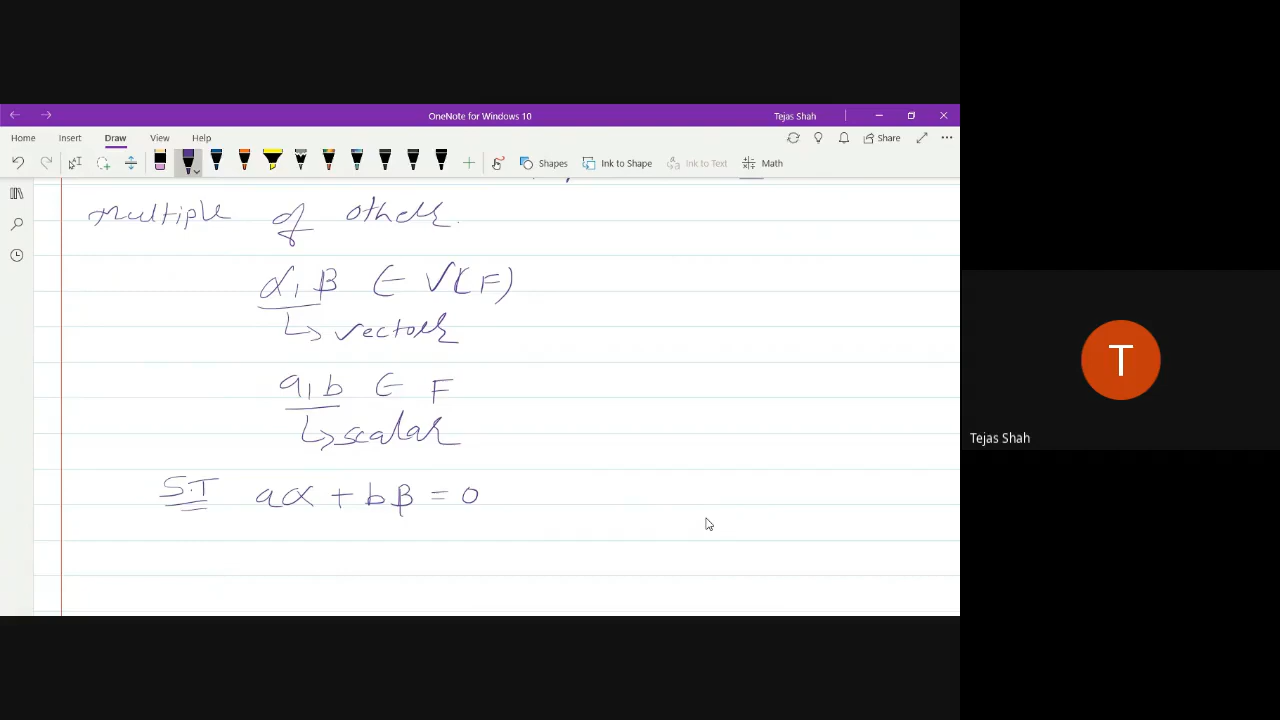 OneNote for Windows 10
Tejas Shah
Home Insert Draw View Help
Share
Shapes Ink to Shape Ink to Text Math
multiple of other.
α, β ∈ V(F)
↳ vector
a, b ∈ F
↳ scalar
S.T aα + bβ = 0
T
Tejas Shah